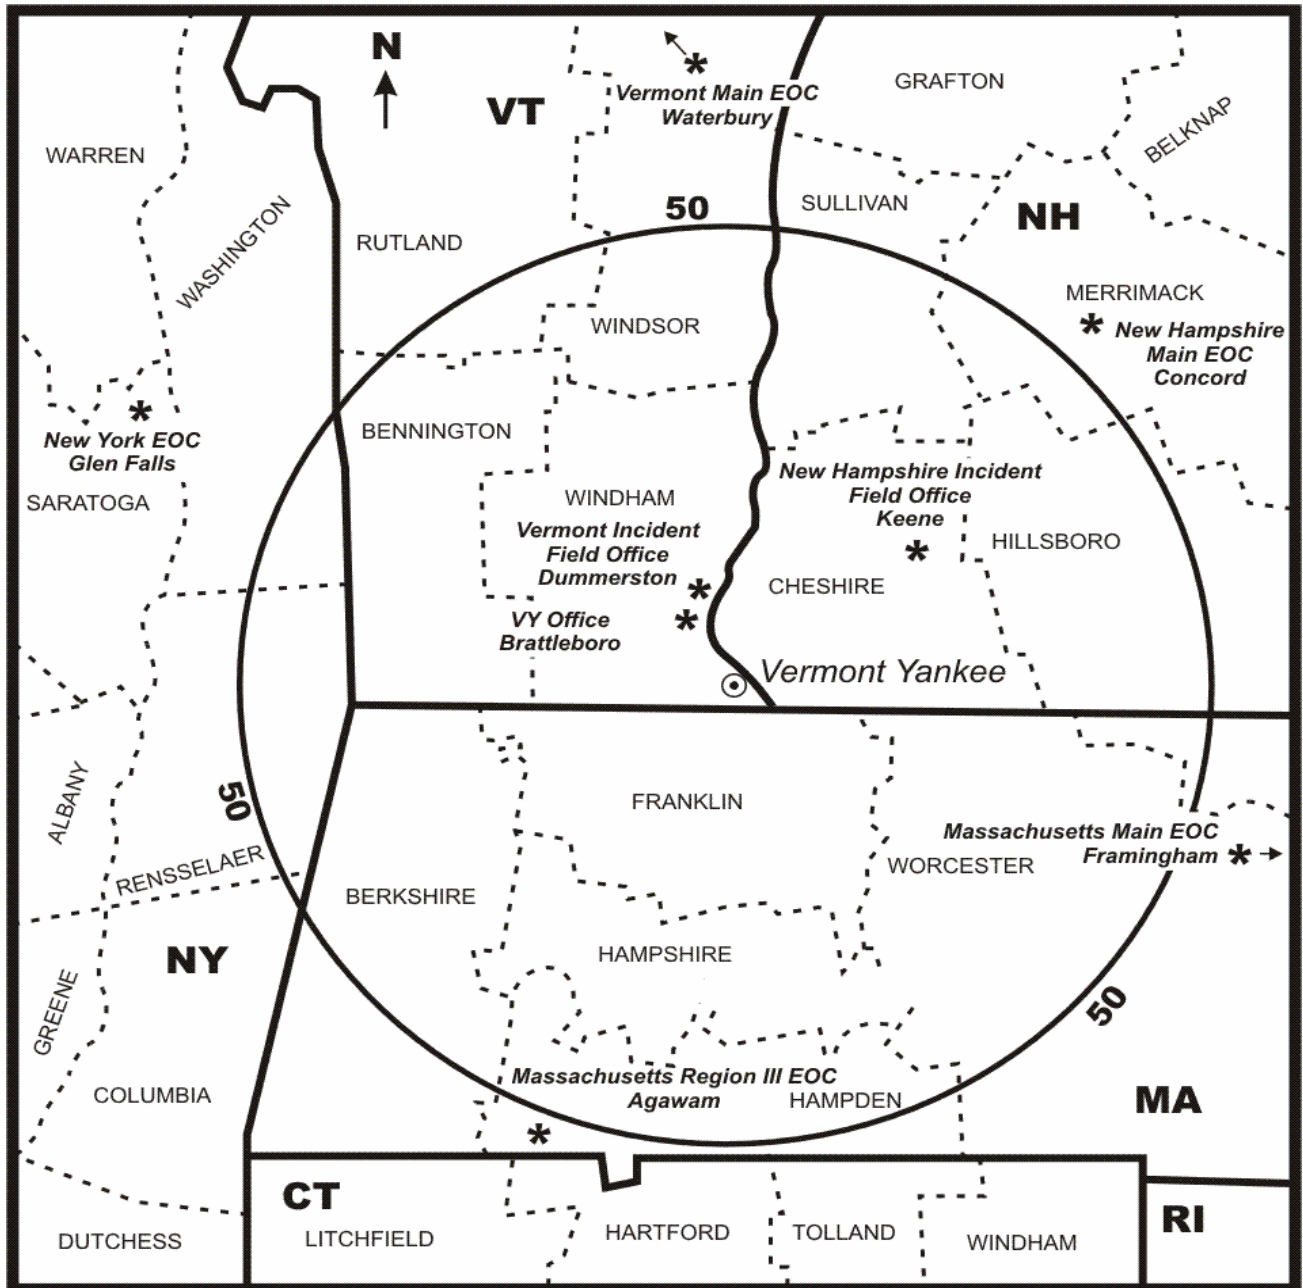 N
VT
Vermont Main EOC
Waterbury
GRAFTON
BELKNAP
WARREN
WASHINGTON
RUTLAND
50
SULLIVAN
NH
MERRIMACK
New Hampshire
Main EOC
Concord
WINDSOR
New York EOC
Glen Falls
SARATOGA
BENNINGTON
WINDHAM
Vermont Incident
Field Office
Dummerston
VY Office
Brattleboro
New Hampshire Incident
Field Office
Keene
HILLSBORO
CHESHIRE
Vermont Yankee
ALBANY
50
FRANKLIN
Massachusetts Main EOC
Framingham
WORCESTER
RENSSELAER
BERKSHIRE
NY
HAMPSHIRE
GREENE
50
COLUMBIA
Massachusetts Region III EOC
Agawam
HAMPDEN
MA
CT
RI
DUTCHESS
LITCHFIELD
HARTFORD
TOLLAND
WINDHAM